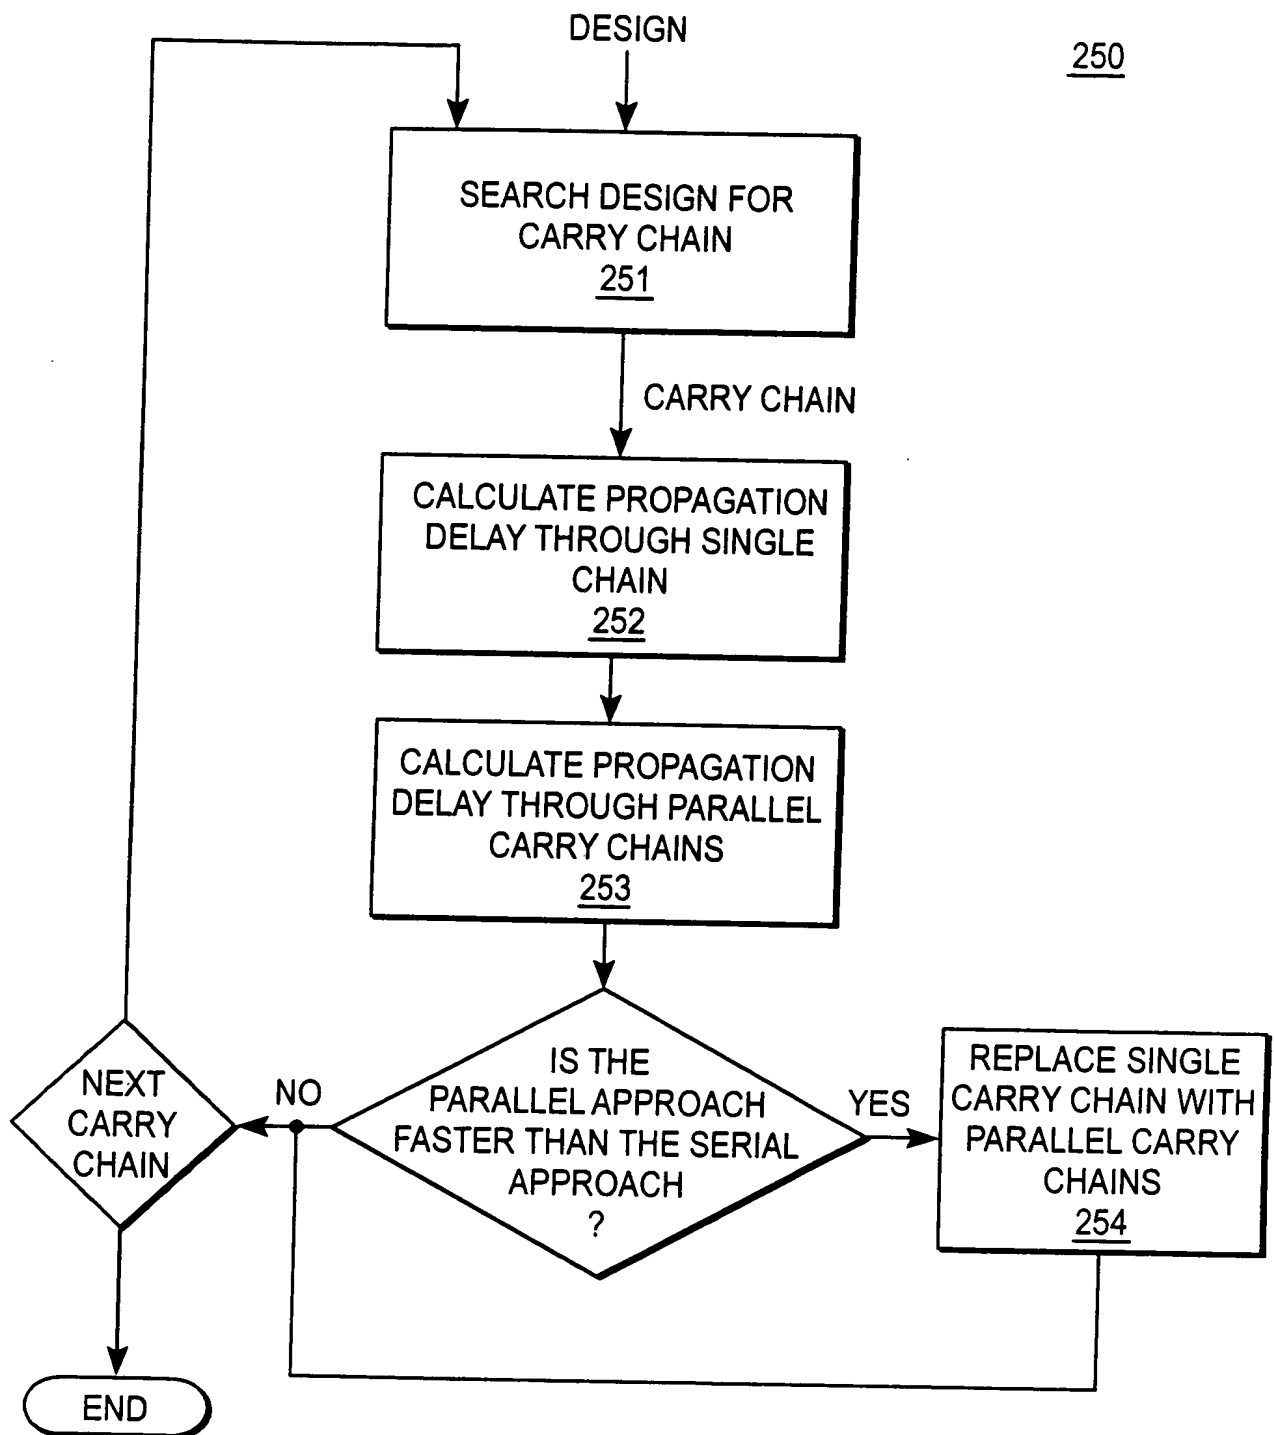 DESIGN
250
SEARCH DESIGN FOR
CARRY CHAIN
251
CARRY CHAIN
CALCULATE PROPAGATION
DELAY THROUGH SINGLE
CHAIN
252
CALCULATE PROPAGATION
DELAY THROUGH PARALLEL
CARRY CHAINS
253
IS THE
PARALLEL APPROACH
FASTER THAN THE SERIAL
APPROACH
?
YES
REPLACE SINGLE
CARRY CHAIN WITH
PARALLEL CARRY
CHAINS
254
NO
NEXT
CARRY
CHAIN
END